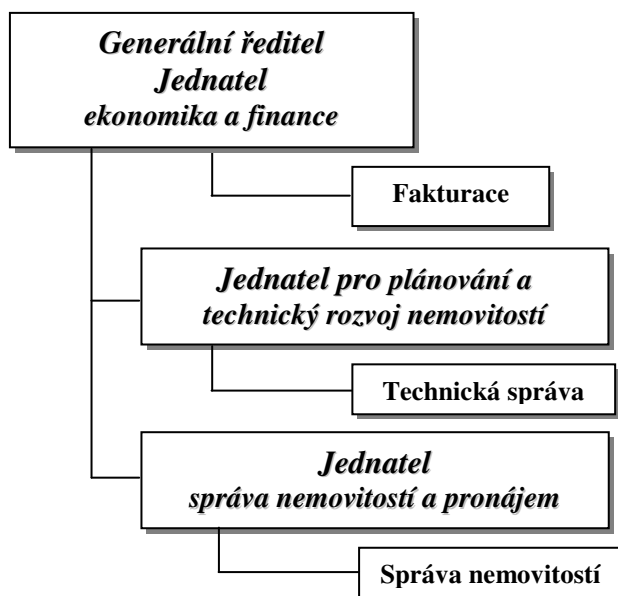 Generální ředitel
Jednatel
ekonomika a finance
Fakturace
Jednatel pro plánování a
technický rozvoj nemovitostí
Technická správa
Jednatel
správa nemovitostí a pronájem
Správa nemovitostí